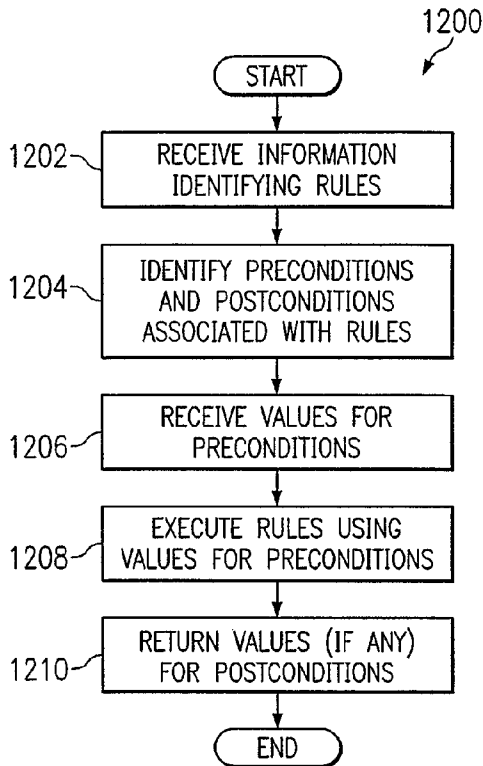 1200
START
1202
RECEIVE INFORMATION
IDENTIFYING RULES
1204
IDENTIFY PRECONDITIONS
AND POSTCONDITIONS
ASSOCIATED WITH RULES
1206
RECEIVE VALUES FOR
PRECONDITIONS
1208
EXECUTE RULES USING
VALUES FOR PRECONDITIONS
1210
RETURN VALUES (IF ANY)
FOR POSTCONDITIONS
END